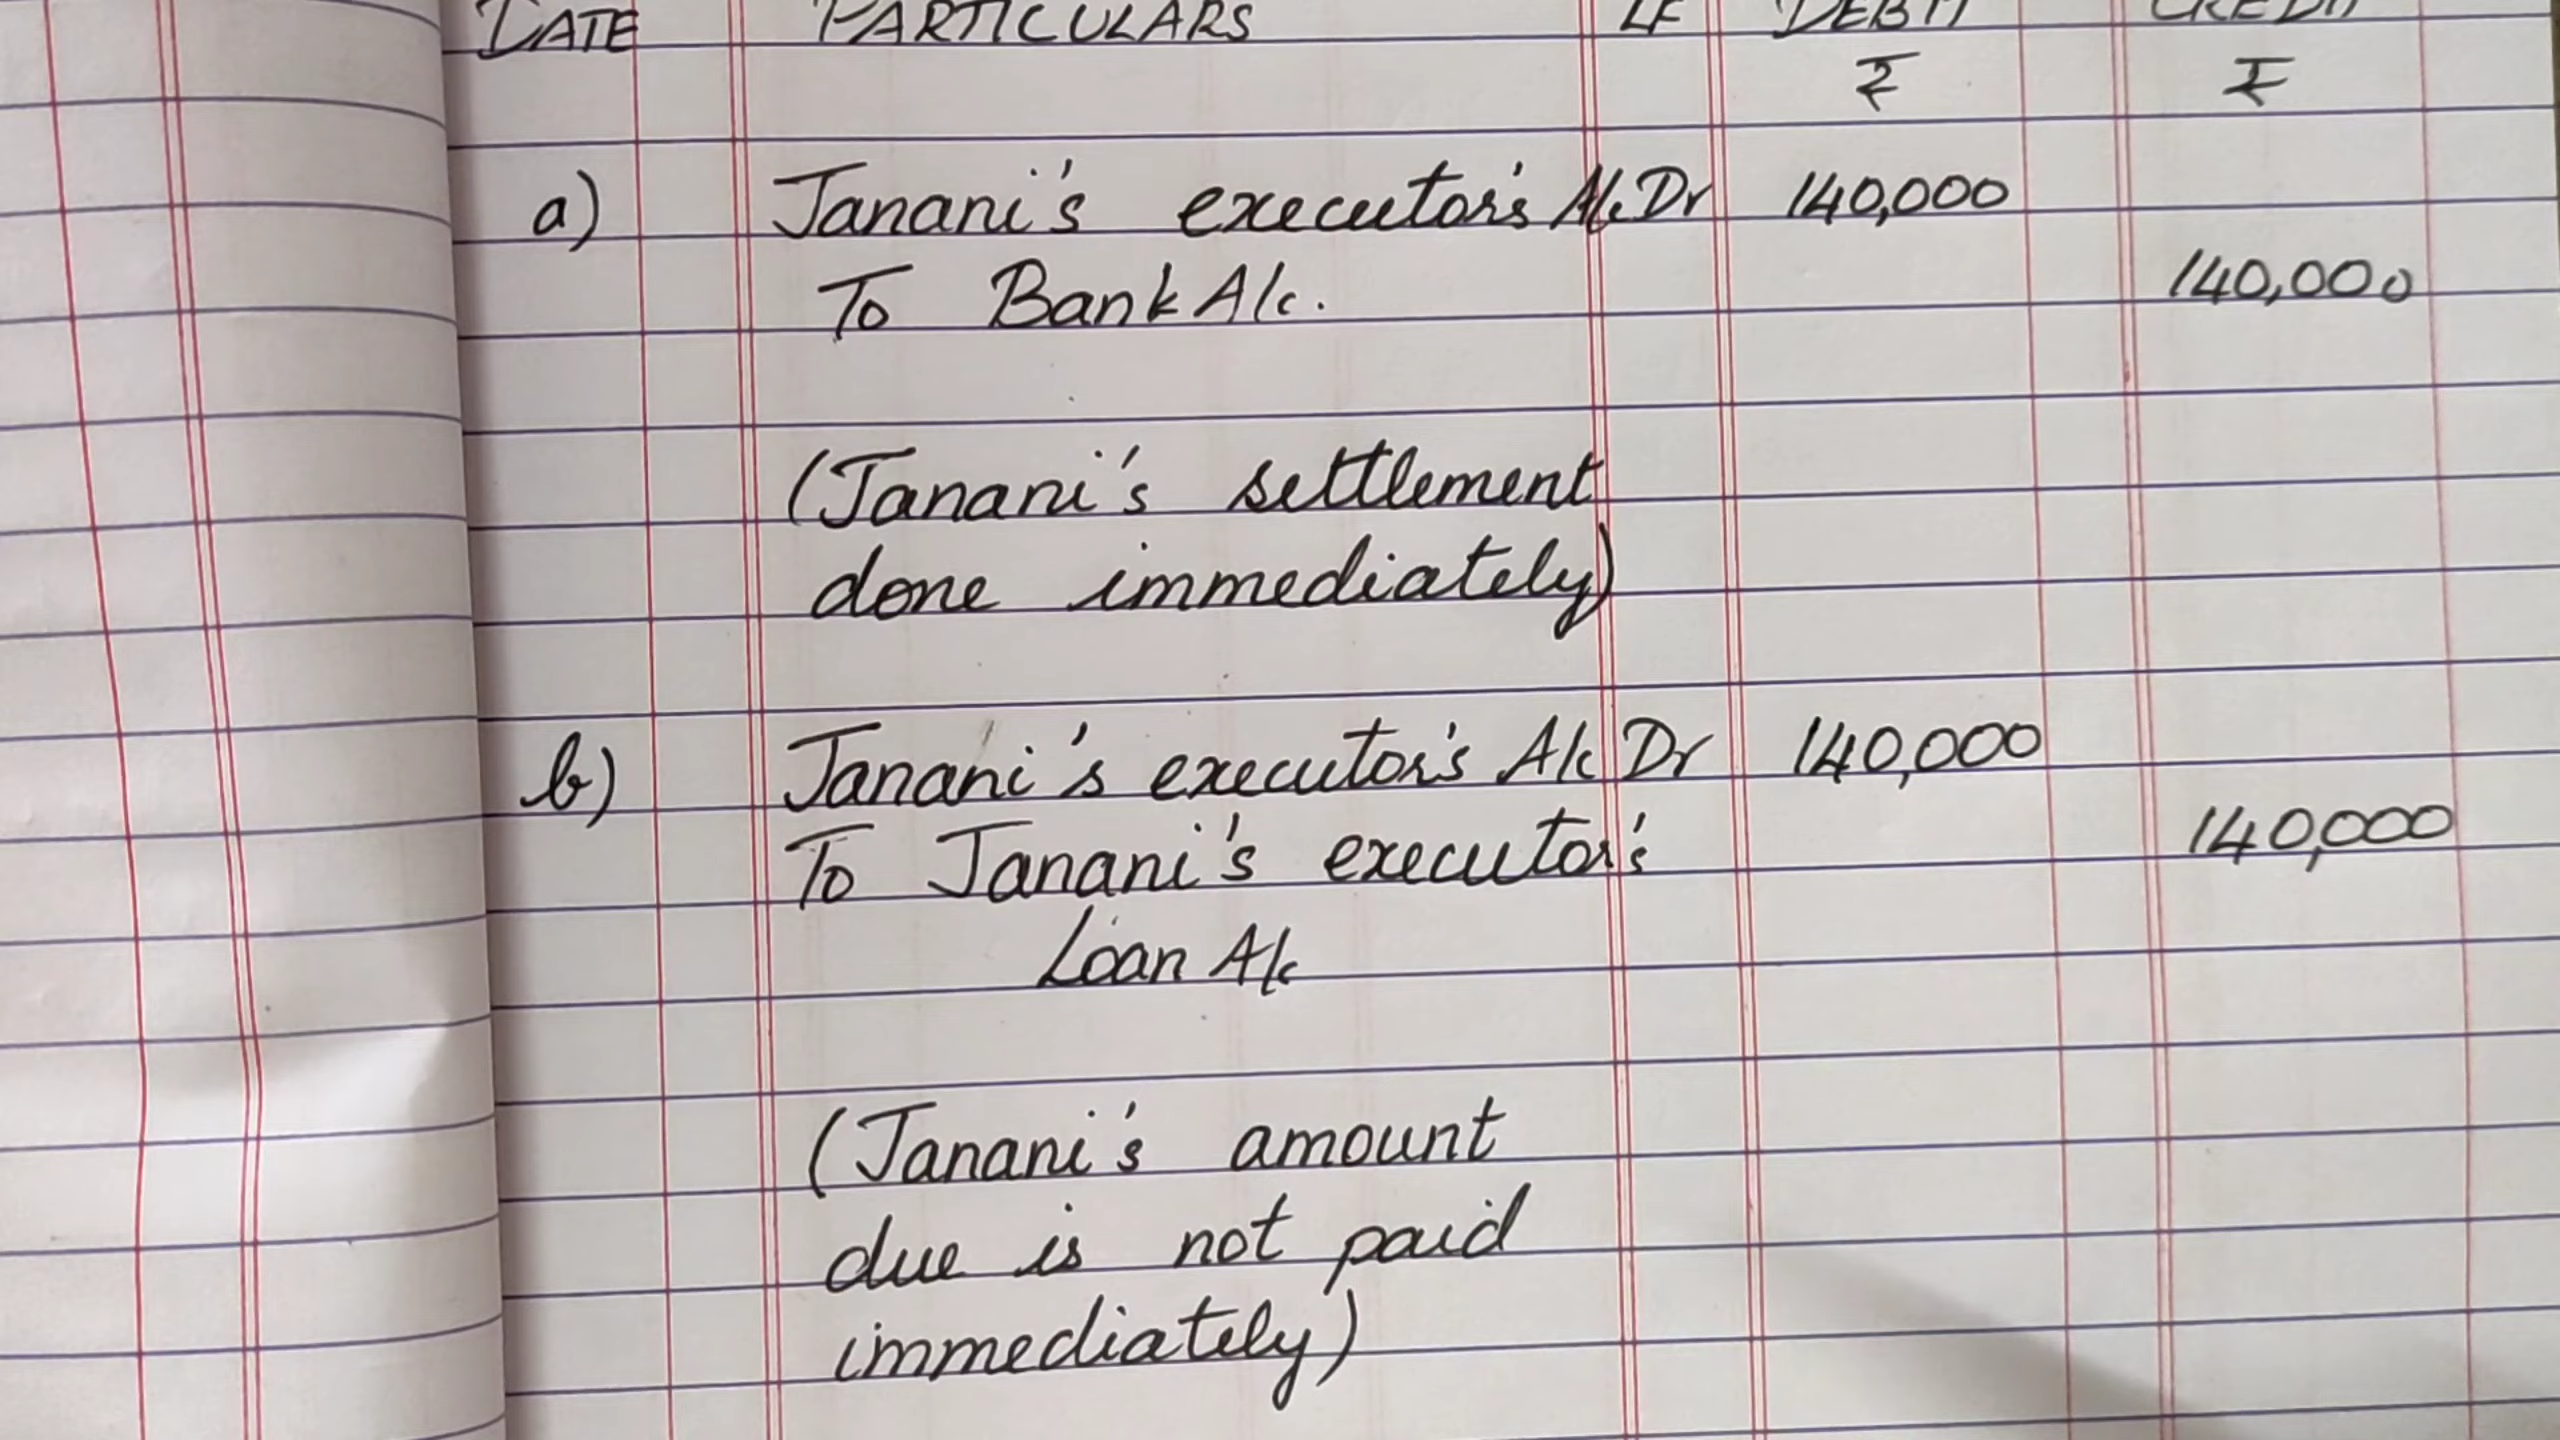 DATE PARTICULARS LF DEBIT CREDIT
₹ ₹
a) Janani's executor's A/c Dr 140,000
To Bank A/c. 140,000
(Janani's settlement
done immediately)
b) Janani's executor's A/c Dr 140,000
To Janani's executor's 140,000
Loan A/c
(Janani's amount
due is not paid
immediately)